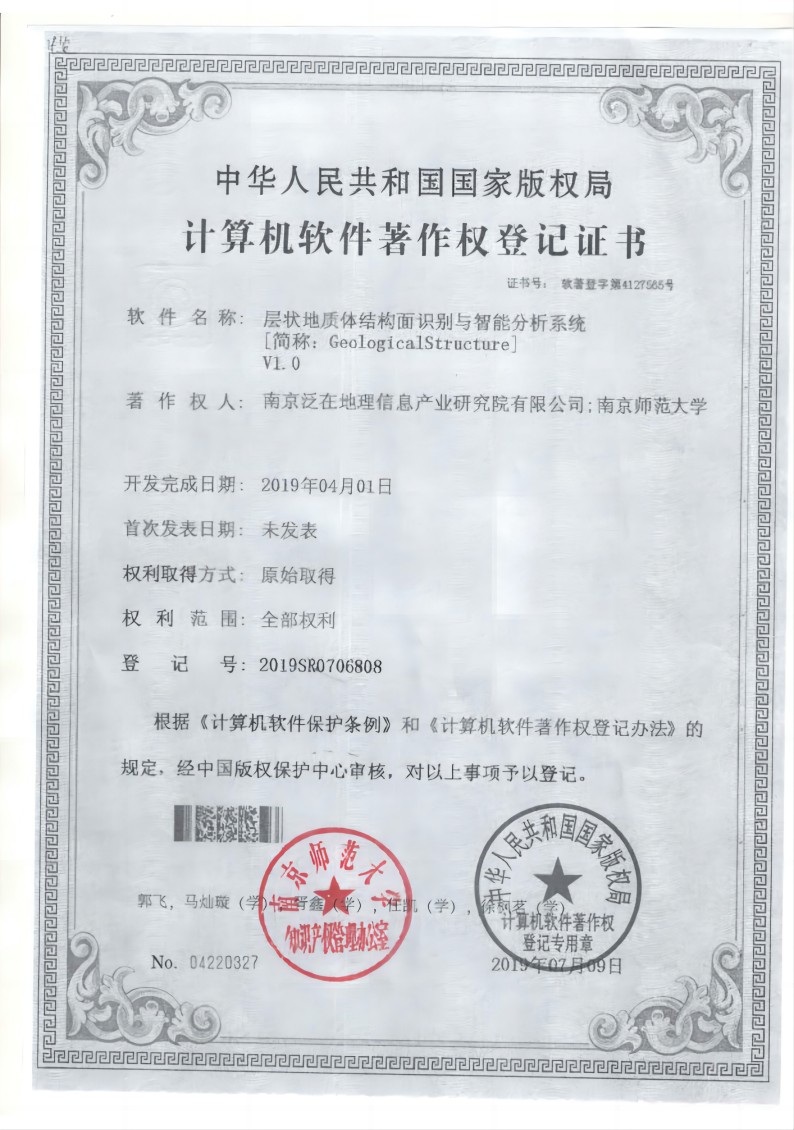 中华人民共和国国家版权局
计算机软件著作权登记证书
证书号： 软著登字第4127565号
软件名称： 层状地质体结构面识别与智能分析系统
[简称：GeologicalStructure]
V1.0
著作权人： 南京泛在地理信息产业研究院有限公司;南京师范大学
开发完成日期： 2019年04月01日
首次发表日期： 未发表
权利取得方式： 原始取得
权利范围： 全部权利
登记号： 2019SR0706808
根据《计算机软件保护条例》和《计算机软件著作权登记办法》的
规定，经中国版权保护中心审核，对以上事项予以登记。
南京师范大学
知识产权管理办公室
中华人民共和国国家版权局
计算机软件著作权
登记专用章
郭飞，马灿璇（学），胥鑫（学），任凯（学），徐枫茗（学）
No. 04220327
2019年07月09日